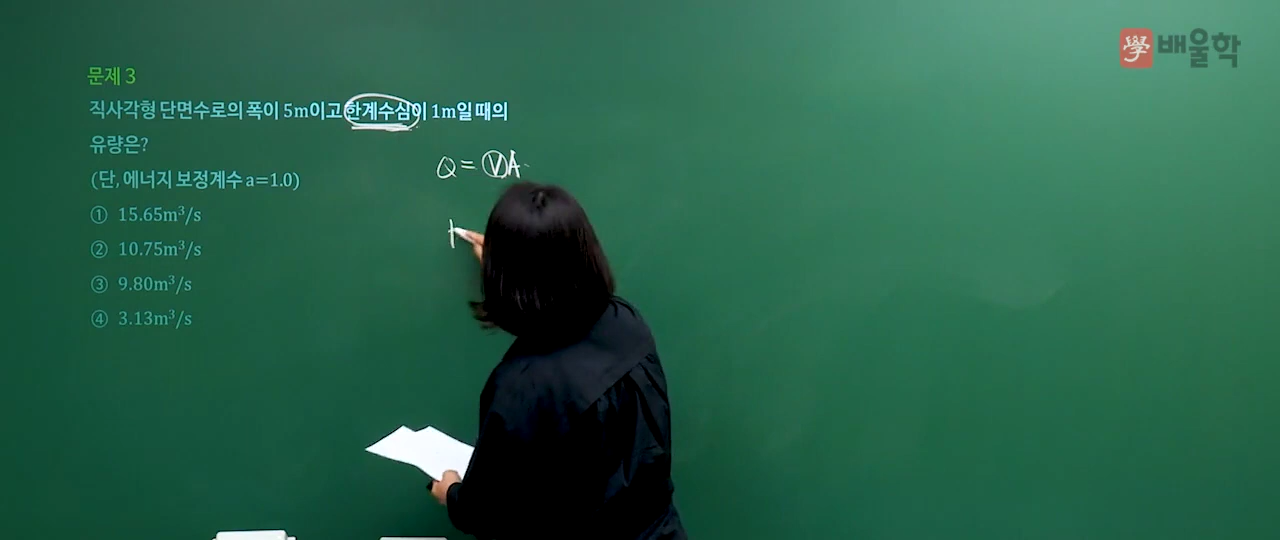 學 배울학
문제 3
직사각형 단면수로의 폭이 5m이고 한계수심이 1m일 때의
유량은?
Q = VA
(단, 에너지 보정계수 a=1.0)
① 15.65m³/s
② 10.75m³/s
③ 9.80m³/s
④ 3.13m³/s